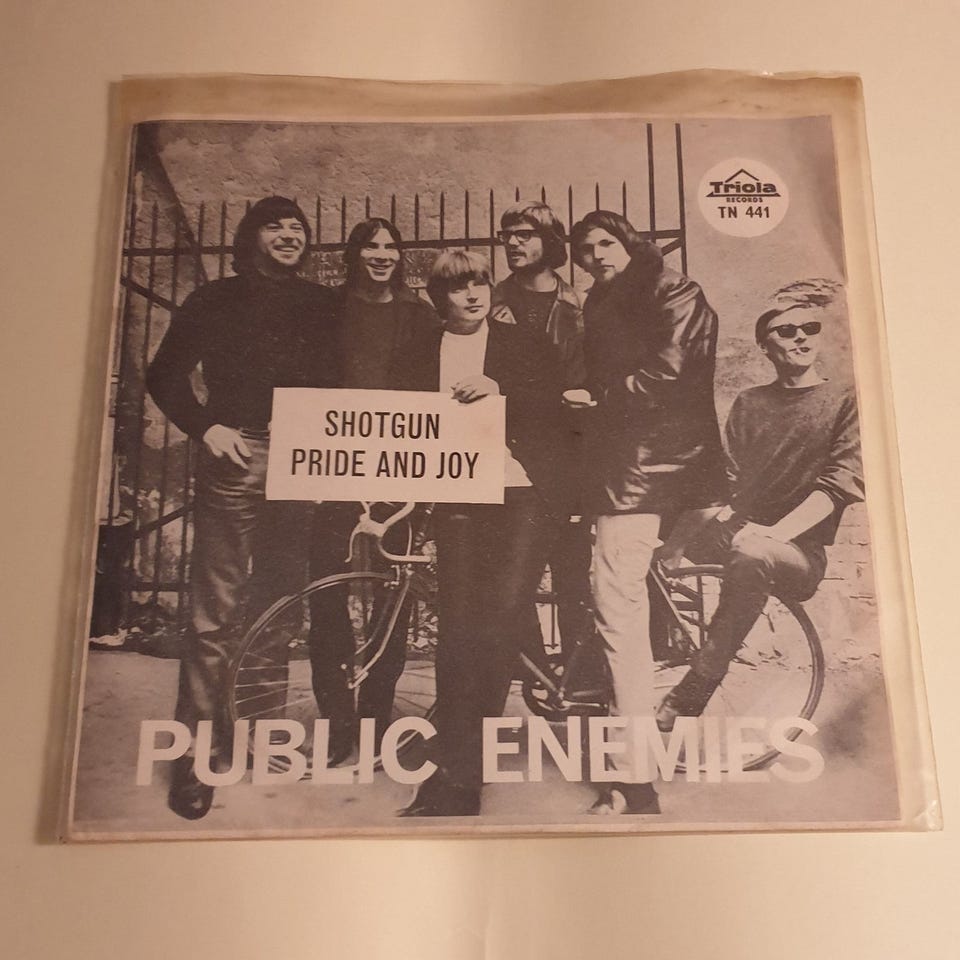 Triola
RECORDS
TN 441
SHOTGUN
PRIDE AND JOY
PUBLIC ENEMIES